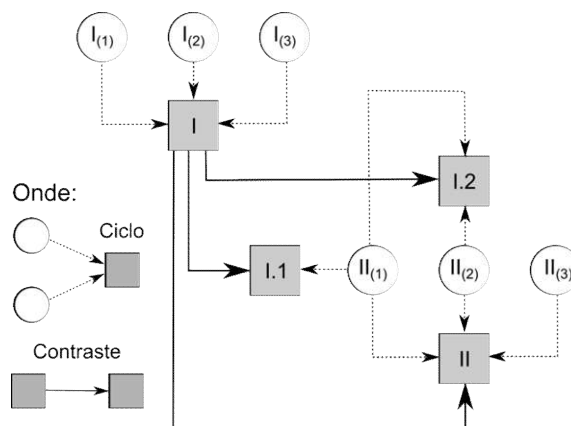 I(1) I(2) I(3)
I
I.2
Onde:
Ciclo
I.1 II(1) II(2) II(3)
II
Contraste